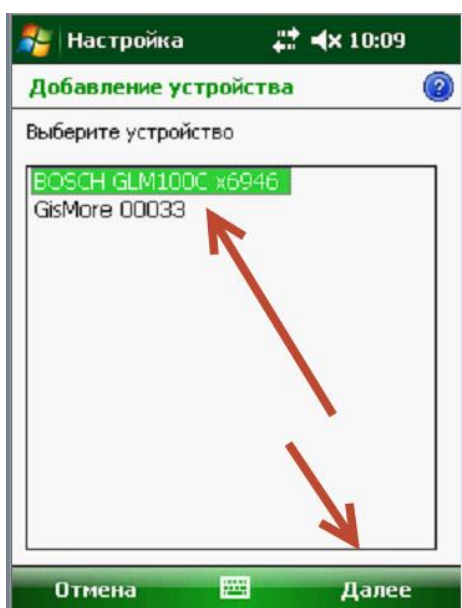 Настройка 10:09
Добавление устройства ?
Выберите устройство
BOSCH GLM100C x6946
GisMore 00033
Отмена Далее